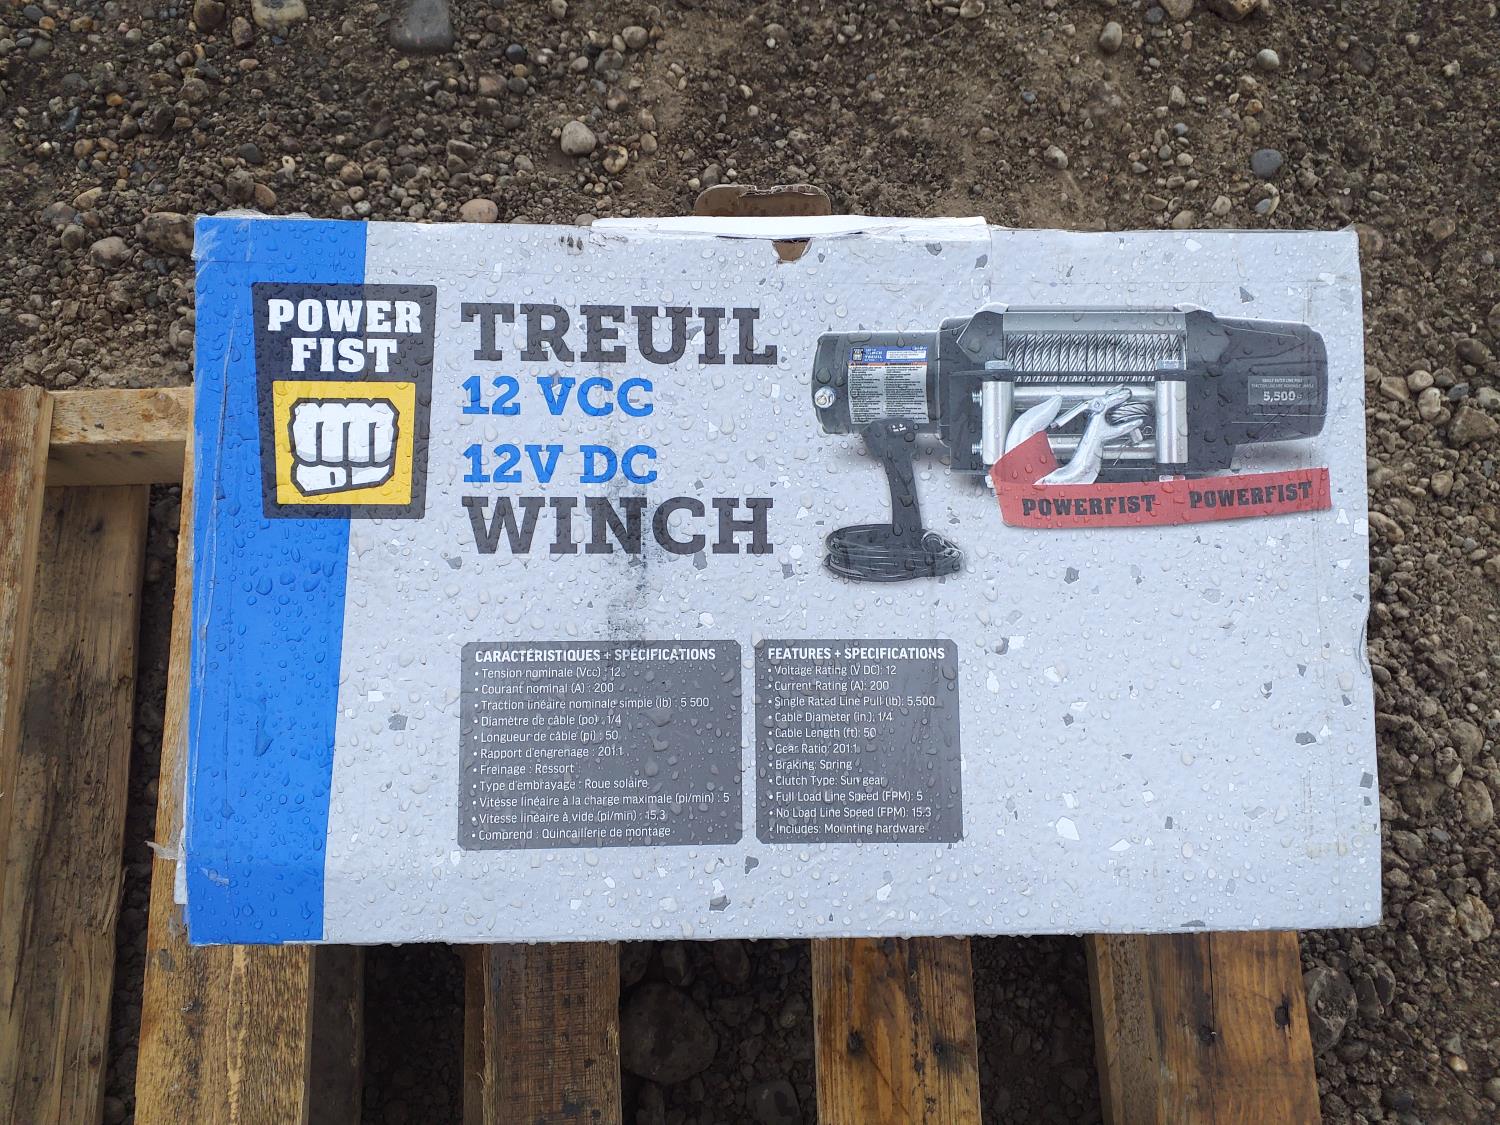 POWER
FIST
TREUIL
12 VCC
12V DC
WINCH
5,500
POWERFIST POWERFIST
CARACTÉRISTIQUES + SPÉCIFICATIONS
• Tension nominale (Vcc) : 12
• Courant nominal (A) : 200
• Traction linéaire nominale simple (lb) : 5 500
• Diamètre de câble (po) : 1/4
• Longueur de câble (pi) : 50
• Rapport d'engrenage : 201:1
• Freinage : Ressort
• Type d'embrayage : Roue solaire
• Vitesse linéaire à la charge maximale (pi/min) : 5
• Vitesse linéaire à vide (pi/min) : 15,3
• Comprend : Quincaillerie de montage
FEATURES + SPECIFICATIONS
• Voltage Rating (V DC): 12
• Current Rating (A): 200
• Single Rated Line Pull (lb): 5,500
• Cable Diameter (in.): 1/4
• Cable Length (ft): 50
• Gear Ratio: 201:1
• Braking: Spring
• Clutch Type: Sun gear
• Full Load Line Speed (FPM): 5
• No Load Line Speed (FPM): 15.3
• Includes: Mounting hardware